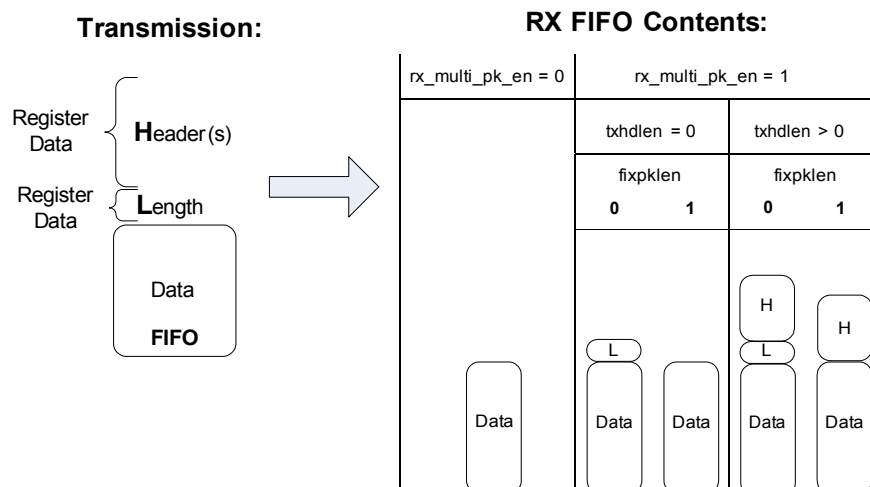 Transmission:
RX FIFO Contents:
Register
Data
Header(s)
Register
Data
Length
Data
FIFO
rx_multi_pk_en = 0
rx_multi_pk_en = 1
txhdlen = 0
txhdlen > 0
fixpklen
fixpklen
0 1
0 1
H
H
L
L
Data
Data
Data
Data
Data